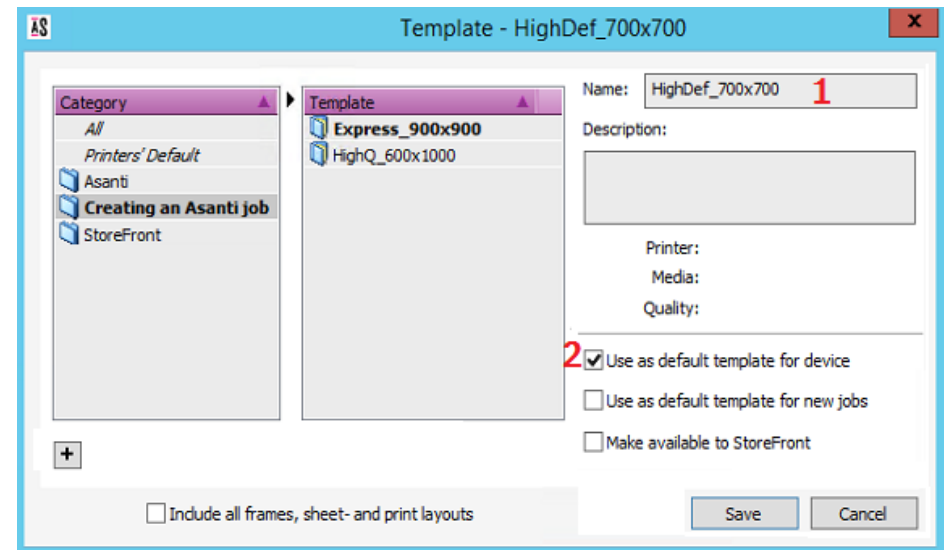 AS
Template - HighDef_700x700
x
Category
All
Printers' Default
Asanti
Creating an Asanti job
StoreFront
Template
Express_900x900
HighQ_600x1000
Name: HighDef_700x700 1
Description:
Printer:
Media:
Quality:
2 Use as default template for device
Use as default template for new jobs
Make available to StoreFront
+
Include all frames, sheet- and print layouts
Save Cancel